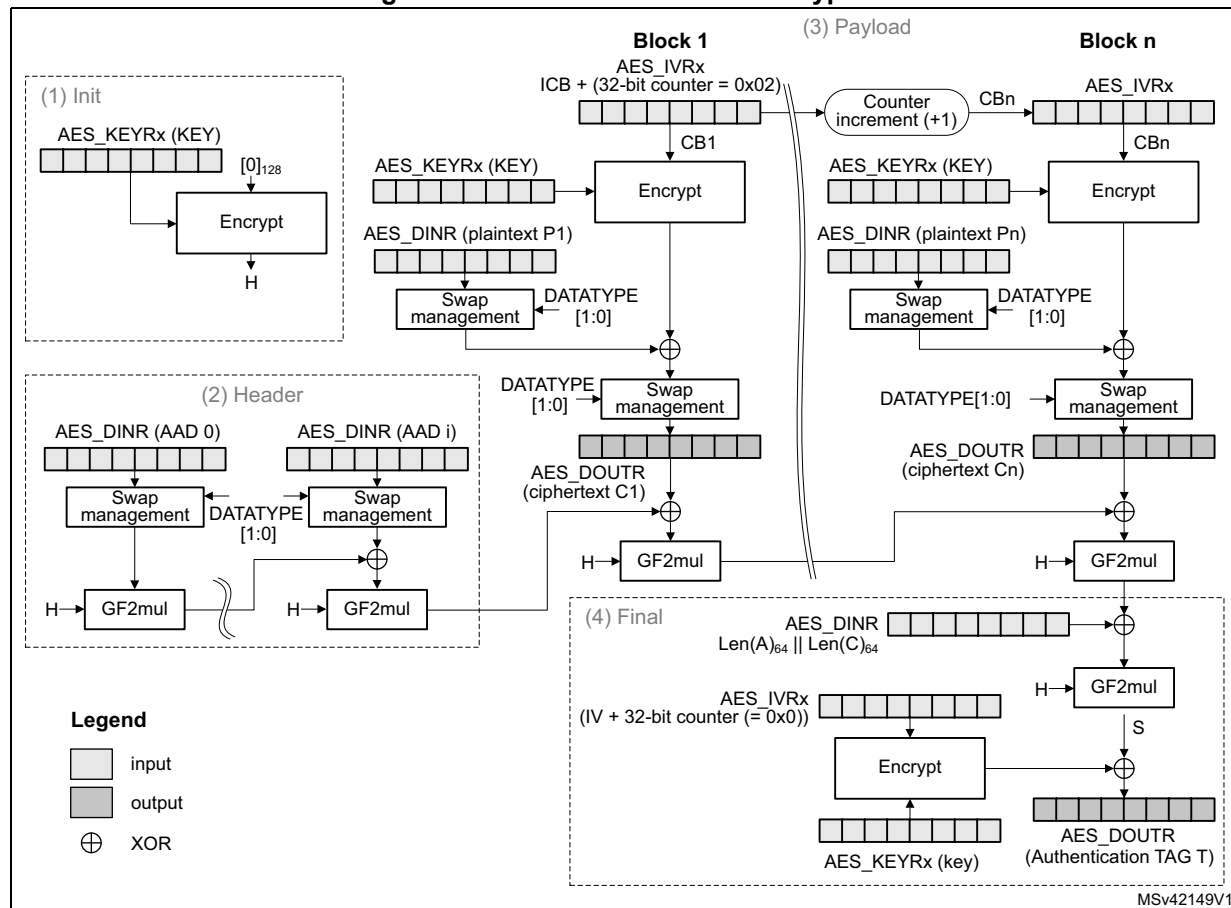 (3) Payload
Block 1
Block n
AES_IVRx
ICB + (32-bit counter = 0x02)
Counter
increment (+1)
CBn
AES_IVRx
CB1
CBn
(1) Init
AES_KEYRx (KEY)
[0]₁₂₈
Encrypt
H
AES_KEYRx (KEY)
Encrypt
AES_KEYRx (KEY)
Encrypt
AES_DINR (plaintext P1)
Swap
management
DATATYPE
[1:0]
AES_DINR (plaintext Pn)
Swap
management
DATATYPE
[1:0]
DATATYPE
[1:0]
Swap
management
DATATYPE[1:0]
Swap
management
AES_DOUTR
(ciphertext C1)
AES_DOUTR
(ciphertext Cn)
H
GF2mul
H
GF2mul
(2) Header
AES_DINR (AAD 0)
AES_DINR (AAD i)
Swap
management
DATATYPE
[1:0]
Swap
management
H
GF2mul
H
GF2mul
(4) Final
AES_DINR
Len(A)₆₄ || Len(C)₆₄
H
GF2mul
S
AES_IVRx
(IV + 32-bit counter (= 0x0))
Encrypt
AES_KEYRx (key)
AES_DOUTR
(Authentication TAG T)
Legend
input
output
XOR
MSv42149V1